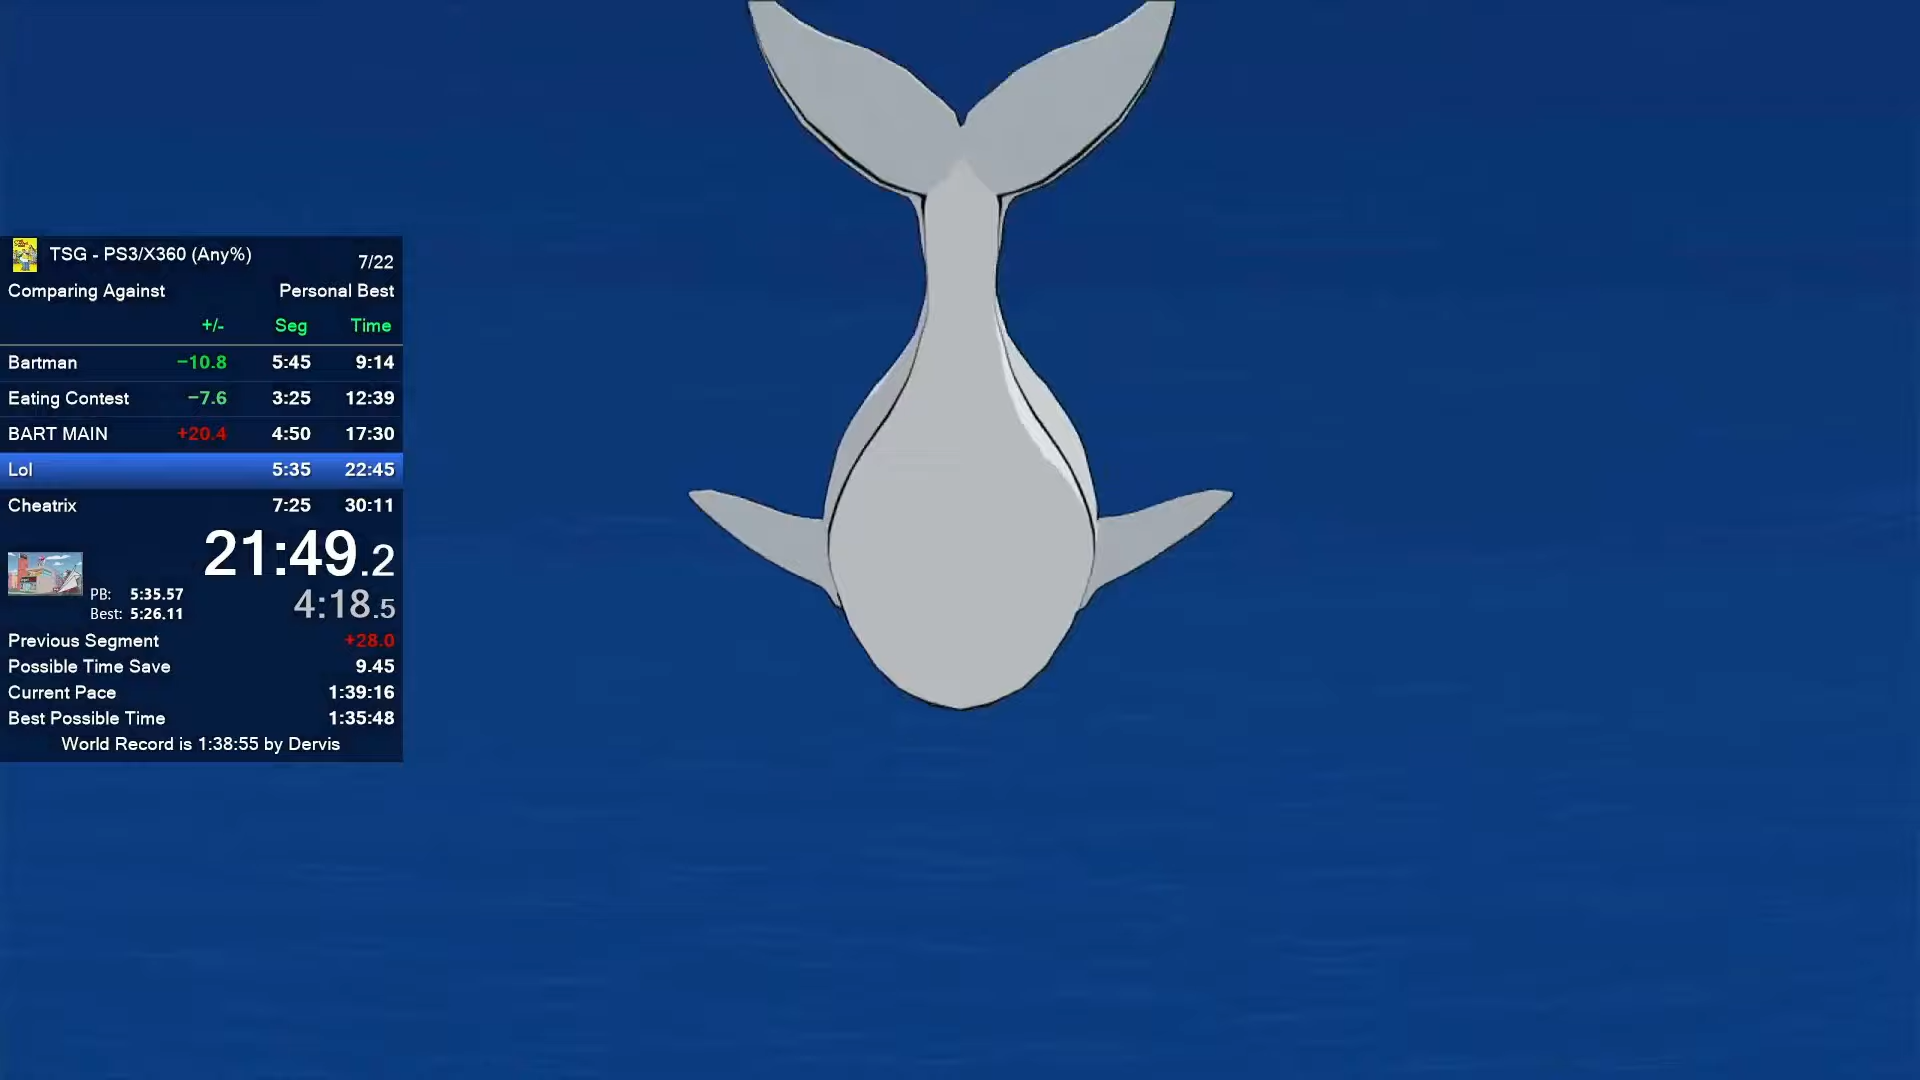 TSG - PS3/X360 (Any%)
7/22
Comparing Against Personal Best
+/- Seg Time
Bartman −10.8 5:45 9:14
Eating Contest −7.6 3:25 12:39
BART MAIN +20.4 4:50 17:30
Lol 5:35 22:45
Cheatrix 7:25 30:11
21:49.2
PB: 5:35.57
4:18.5
Best: 5:26.11
Previous Segment +28.0
Possible Time Save 9.45
Current Pace 1:39:16
Best Possible Time 1:35:48
World Record is 1:38:55 by Dervis